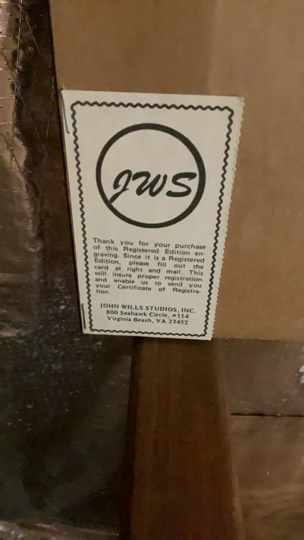 JWS
Thank you for your purchase
of this Registered Edition en-
graving. Since it is a Registered
Edition, please fill out the
card at right and mail. This
will insure proper registration
and enable us to send you
your Certificate of Registra-
tion.
JOHN WILLS STUDIOS, INC.
800 Seahawk Circle, #114
Virginia Beach, VA 23452